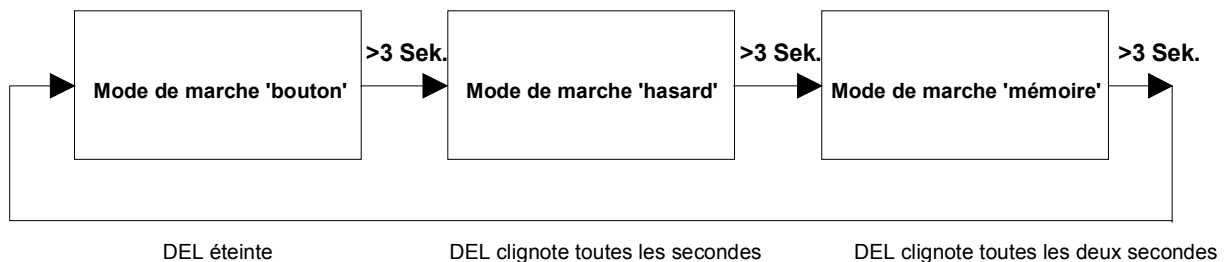 >3 Sek. >3 Sek. >3 Sek.
Mode de marche 'bouton' Mode de marche 'hasard' Mode de marche 'mémoire'
DEL éteinte DEL clignote toutes les secondes DEL clignote toutes les deux secondes